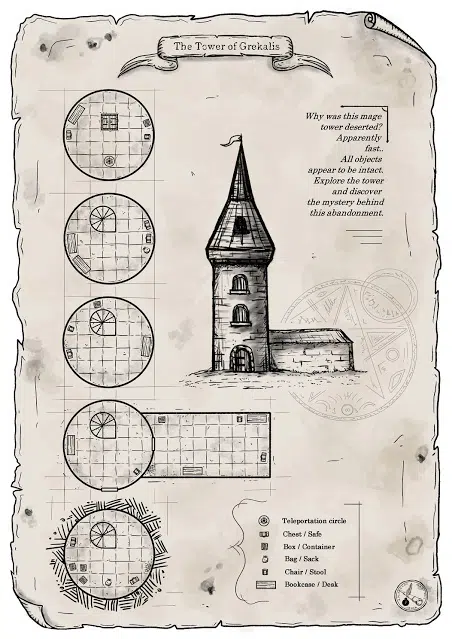 The Tower of Grekalis
Why was this mage
tower deserted?
Apparently
fast..
All objects
appear to be intact.
Explore the tower
and discover
the mystery behind
this abandonment.
Teleportation circle
Chest / Safe
Box / Container
Bag / Sack
Chair / Stool
Bookcase / Desk